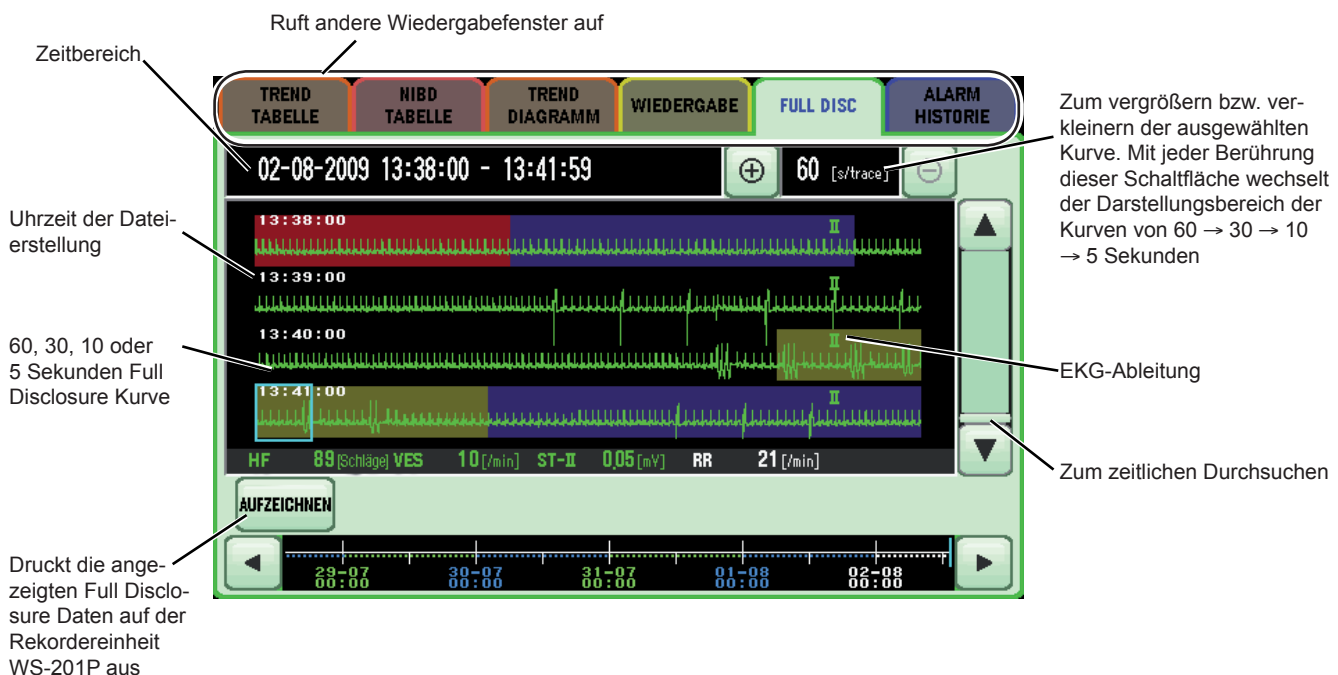 Ruft andere Wiedergabefenster auf
Zeitbereich
TREND
TABELLE
NIBD
TABELLE
TREND
DIAGRAMM
WIEDERGABE
FULL DISC
ALARM
HISTORIE
02-08-2009 13:38:00 - 13:41:59
60 [s/trace]
Zum vergrößern bzw. ver-
kleinern der ausgewählten
Kurve. Mit jeder Berührung
dieser Schaltfläche wechselt
der Darstellungsbereich der
Kurven von 60 → 30 → 10
→ 5 Sekunden
Uhrzeit der Datei-
erstellung
13:38:00 II
13:39:00 II
13:40:00 II
13:41:00 II
60, 30, 10 oder
5 Sekunden Full
Disclosure Kurve
EKG-Ableitung
HF 89 [Schläge] VES 10 [/min] ST-II 0,05 [mV] RR 21 [/min]
Zum zeitlichen Durchsuchen
AUFZEICHNEN
Druckt die ange-
zeigten Full Disclo-
sure Daten auf der
Rekordereinheit
WS-201P aus
29-07 30-07 31-07 01-08 02-08
00:00 00:00 00:00 00:00 00:00